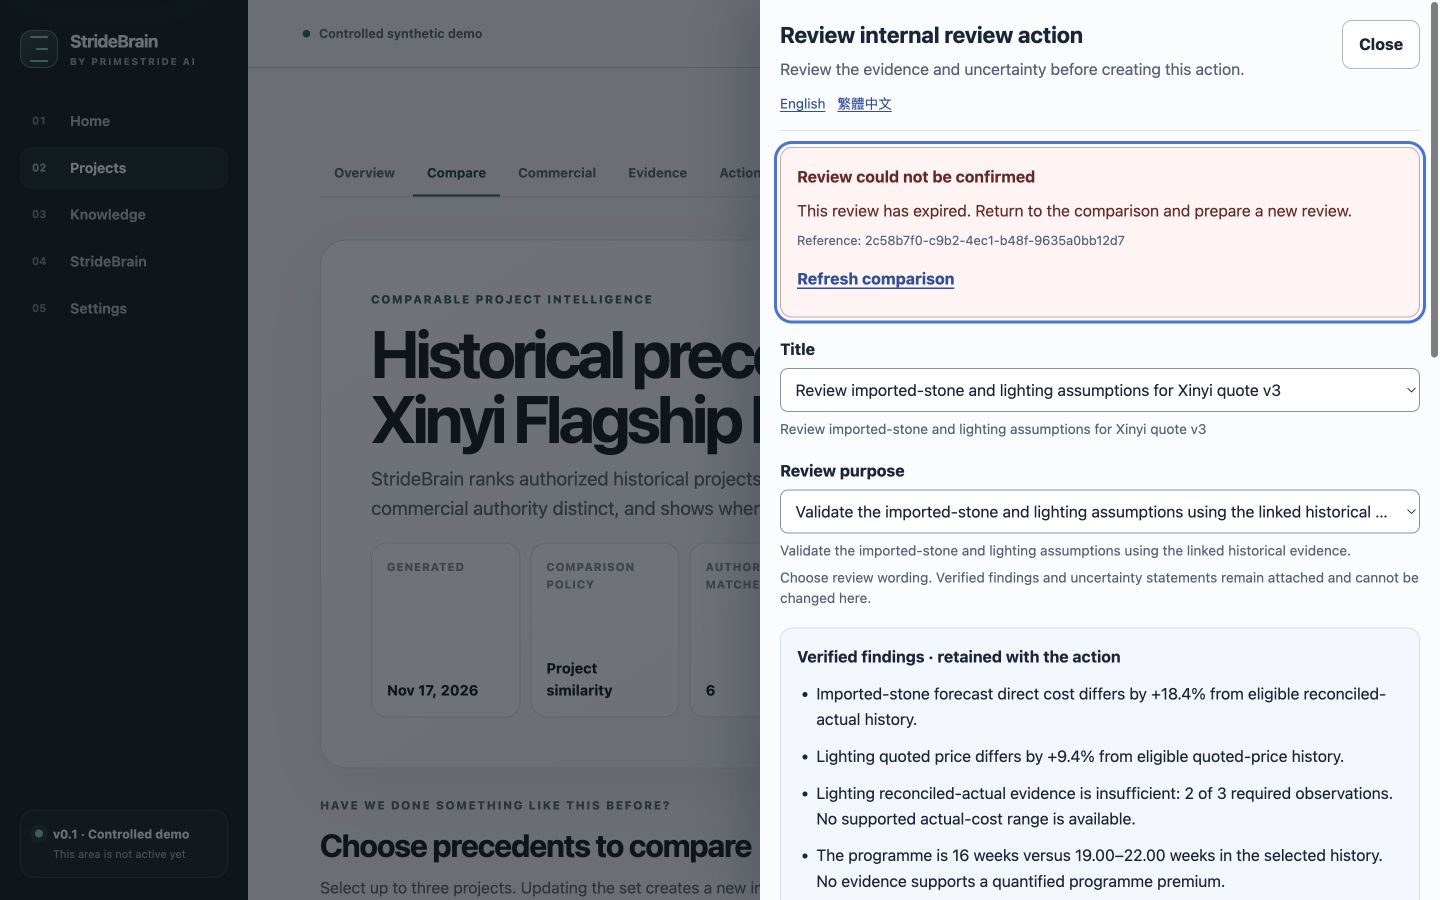 StrideBrain
BY PRIMESTRIDE AI
01 Home
02 Projects
03 Knowledge
04 StrideBrain
05 Settings
v0.1 · Controlled demo
This area is not active yet
Controlled synthetic demo
Overview Compare Commercial Evidence Action
COMPARABLE PROJECT INTELLIGENCE
Historical prec
Xinyi Flagship
StrideBrain ranks authorized historical projects
commercial authority distinct, and shows wher
GENERATED
Nov 17, 2026
COMPARISON
POLICY
Project
similarity
AUTHOR
MATCHE
6
HAVE WE DONE SOMETHING LIKE THIS BEFORE?
Choose precedents to compare
Select up to three projects. Updating the set creates a new in
Review internal review action
Close
Review the evidence and uncertainty before creating this action.
English 繁體中文
Review could not be confirmed
This review has expired. Return to the comparison and prepare a new review.
Reference: 2c58b7f0-c9b2-4ec1-b48f-9635a0bb12d7
Refresh comparison
Title
Review imported-stone and lighting assumptions for Xinyi quote v3
Review imported-stone and lighting assumptions for Xinyi quote v3
Review purpose
Validate the imported-stone and lighting assumptions using the linked historical ...
Validate the imported-stone and lighting assumptions using the linked historical evidence.
Choose review wording. Verified findings and uncertainty statements remain attached and cannot be
changed here.
Verified findings · retained with the action
• Imported-stone forecast direct cost differs by +18.4% from eligible reconciled-
actual history.
• Lighting quoted price differs by +9.4% from eligible quoted-price history.
• Lighting reconciled-actual evidence is insufficient: 2 of 3 required observations.
No supported actual-cost range is available.
• The programme is 16 weeks versus 19.00–22.00 weeks in the selected history.
No evidence supports a quantified programme premium.